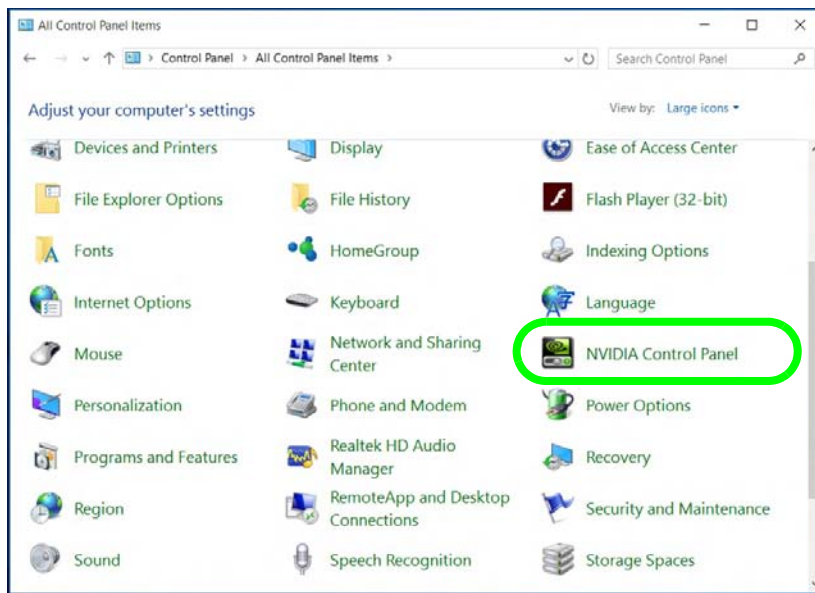 All Control Panel Items
Control Panel > All Control Panel Items >
Search Control Panel
Adjust your computer's settings
View by: Large icons
Devices and Printers
Display
Ease of Access Center
File Explorer Options
File History
Flash Player (32-bit)
Fonts
HomeGroup
Indexing Options
Internet Options
Keyboard
Language
Mouse
Network and Sharing
Center
NVIDIA Control Panel
Personalization
Phone and Modem
Power Options
Programs and Features
Realtek HD Audio
Manager
Recovery
Region
RemoteApp and Desktop
Connections
Security and Maintenance
Sound
Speech Recognition
Storage Spaces